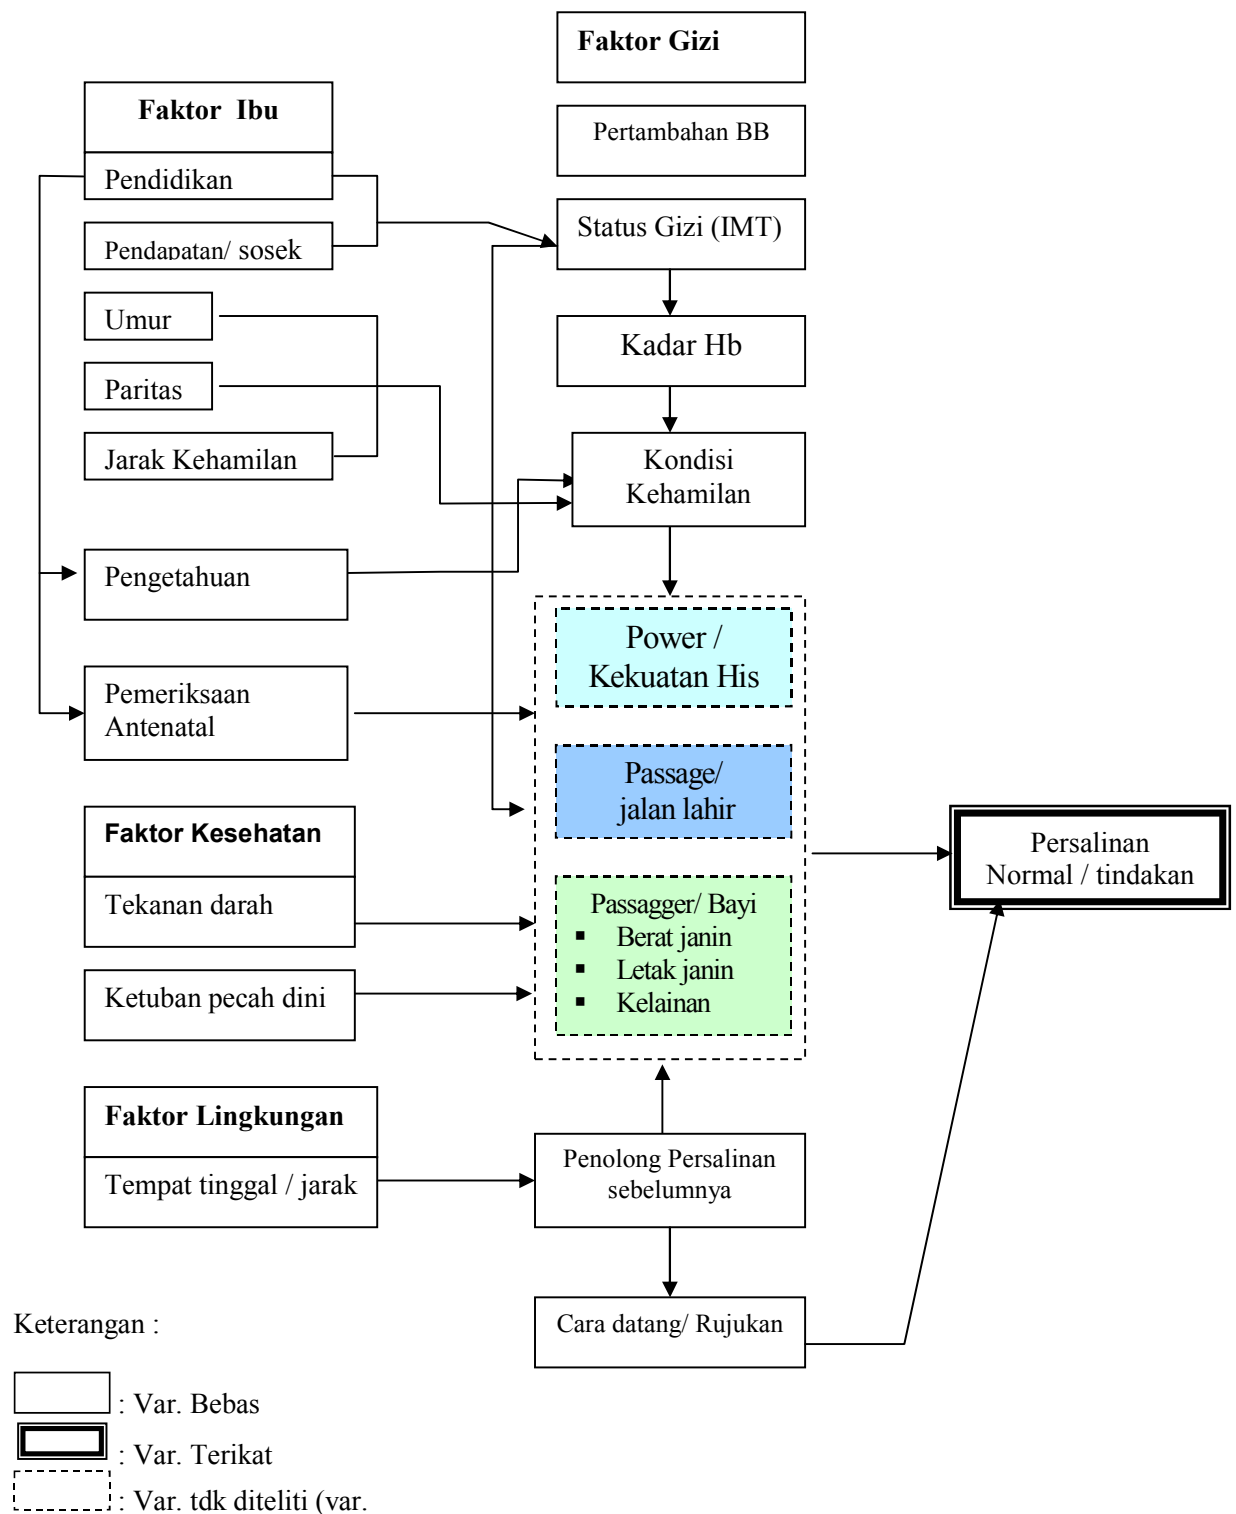 Faktor Gizi
Pertambahan BB
Status Gizi (IMT)
Kadar Hb
Kondisi
Kehamilan
Faktor Ibu
Pendidikan
Pendapatan/ sosek
Umur
Paritas
Jarak Kehamilan
Pengetahuan
Pemeriksaan
Antenatal
Power /
Kekuatan His
Passage/
jalan lahir
Passagger/ Bayi
▪ Berat janin
▪ Letak janin
▪ Kelainan
Faktor Kesehatan
Tekanan darah
Ketuban pecah dini
Persalinan
Normal / tindakan
Faktor Lingkungan
Tempat tinggal / jarak
Penolong Persalinan
sebelumnya
Cara datang/ Rujukan
Keterangan :
: Var. Bebas
: Var. Terikat
: Var. tdk diteliti (var.